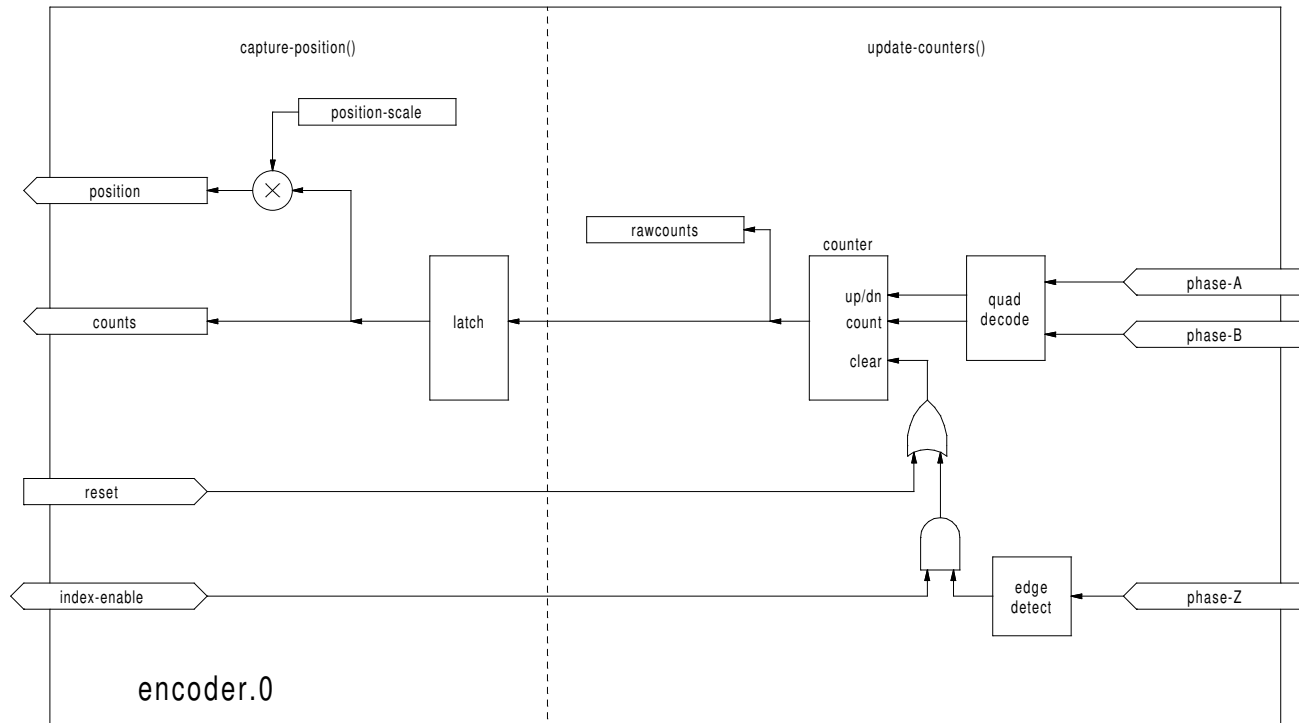 capture-position()
update-counters()
position-scale
position
rawcounts
counter
phase-A
up/dn
quad
decode
counts
latch
count
phase-B
clear
reset
index-enable
edge
detect
phase-Z
encoder.0